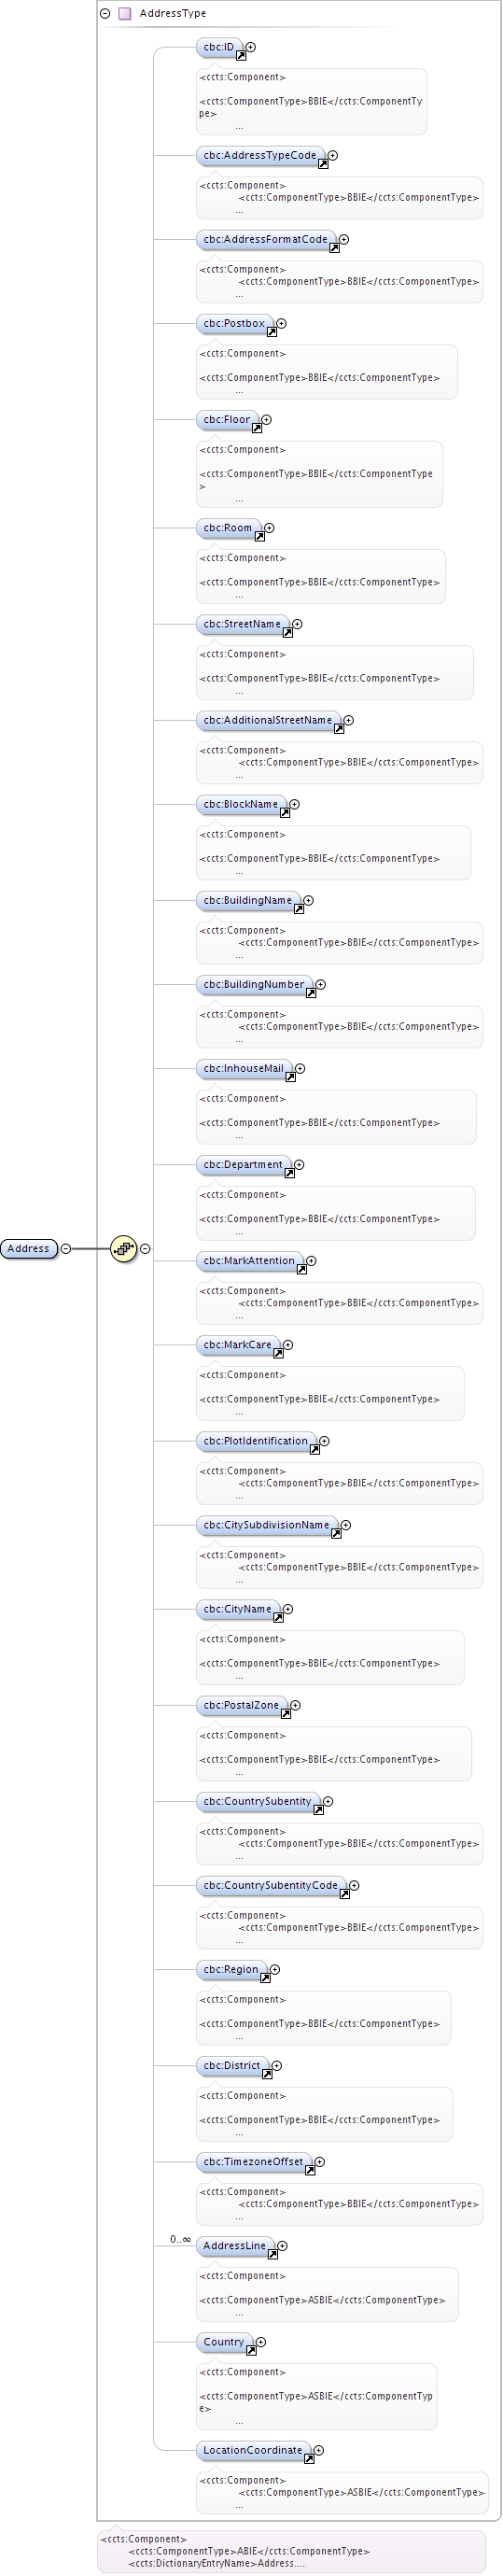 AddressType
cbc:ID
<ccts:Component>
<ccts:ComponentType>BBIE</ccts:ComponentTy
pe>
...
cbc:AddressTypeCode
<ccts:Component>
<ccts:ComponentType>BBIE</ccts:ComponentType>
...
cbc:AddressFormatCode
<ccts:Component>
<ccts:ComponentType>BBIE</ccts:ComponentType>
...
cbc:Postbox
<ccts:Component>
<ccts:ComponentType>BBIE</ccts:ComponentType>
...
cbc:Floor
<ccts:Component>
<ccts:ComponentType>BBIE</ccts:ComponentType
>
...
cbc:Room
<ccts:Component>
<ccts:ComponentType>BBIE</ccts:ComponentType>
...
cbc:StreetName
<ccts:Component>
<ccts:ComponentType>BBIE</ccts:ComponentType>
...
cbc:AdditionalStreetName
<ccts:Component>
<ccts:ComponentType>BBIE</ccts:ComponentType>
...
cbc:BlockName
<ccts:Component>
<ccts:ComponentType>BBIE</ccts:ComponentType>
...
cbc:BuildingName
<ccts:Component>
<ccts:ComponentType>BBIE</ccts:ComponentType>
...
cbc:BuildingNumber
<ccts:Component>
<ccts:ComponentType>BBIE</ccts:ComponentType>
...
cbc:InhouseMail
<ccts:Component>
<ccts:ComponentType>BBIE</ccts:ComponentType>
...
cbc:Department
<ccts:Component>
<ccts:ComponentType>BBIE</ccts:ComponentType>
...
Address
cbc:MarkAttention
<ccts:Component>
<ccts:ComponentType>BBIE</ccts:ComponentType>
...
cbc:MarkCare
<ccts:Component>
<ccts:ComponentType>BBIE</ccts:ComponentType>
...
cbc:PlotIdentification
<ccts:Component>
<ccts:ComponentType>BBIE</ccts:ComponentType>
...
cbc:CitySubdivisionName
<ccts:Component>
<ccts:ComponentType>BBIE</ccts:ComponentType>
...
cbc:CityName
<ccts:Component>
<ccts:ComponentType>BBIE</ccts:ComponentType>
...
cbc:PostalZone
<ccts:Component>
<ccts:ComponentType>BBIE</ccts:ComponentType>
...
cbc:CountrySubentity
<ccts:Component>
<ccts:ComponentType>BBIE</ccts:ComponentType>
...
cbc:CountrySubentityCode
<ccts:Component>
<ccts:ComponentType>BBIE</ccts:ComponentType>
...
cbc:Region
<ccts:Component>
<ccts:ComponentType>BBIE</ccts:ComponentType>
...
cbc:District
<ccts:Component>
<ccts:ComponentType>BBIE</ccts:ComponentType>
...
cbc:TimezoneOffset
<ccts:Component>
<ccts:ComponentType>BBIE</ccts:ComponentType>
...
0..∞ AddressLine
<ccts:Component>
<ccts:ComponentType>ASBIE</ccts:ComponentType>
...
Country
<ccts:Component>
<ccts:ComponentType>ASBIE</ccts:ComponentTyp
e>
...
LocationCoordinate
<ccts:Component>
<ccts:ComponentType>ASBIE</ccts:ComponentType>
...
<ccts:Component>
<ccts:ComponentType>ABIE</ccts:ComponentType>
<ccts:DictionaryEntryName>Address....